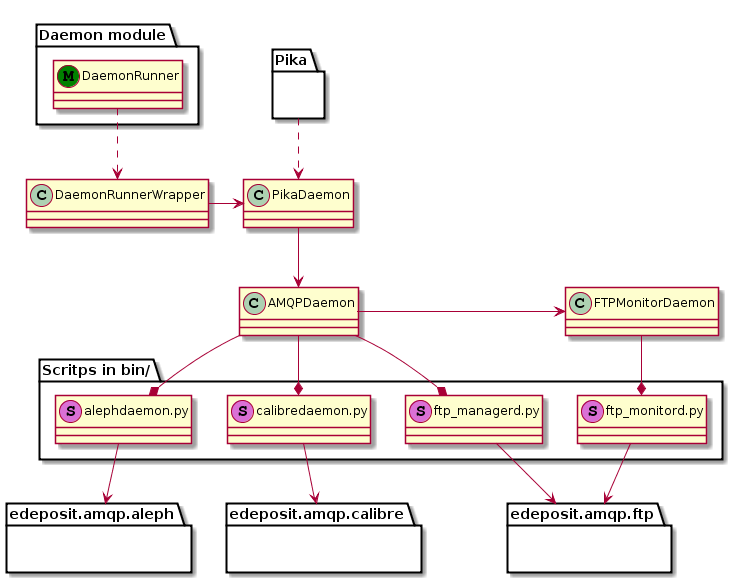 Daemon module
M DaemonRunner
Pika
C DaemonRunnerWrapper
C PikaDaemon
C AMQPDaemon
C FTPMonitorDaemon
Scritps in bin/
S alephdaemon.py
S calibredaemon.py
S ftp_managerd.py
S ftp_monitord.py
edeposit.amqp.aleph
edeposit.amqp.calibre
edeposit.amqp.ftp